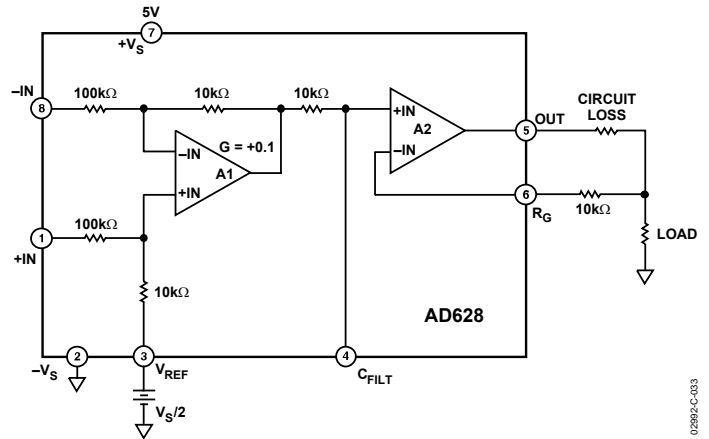 5V
7
+VS
–IN
8
100kΩ
10kΩ
10kΩ
–IN
G = +0.1
A1
+IN
+IN
A2
–IN
5
OUT
CIRCUIT
LOSS
6
RG
10kΩ
LOAD
1
+IN
100kΩ
10kΩ
AD628
2
–VS
3
VREF
4
CFILT
VS/2
02992-C-033